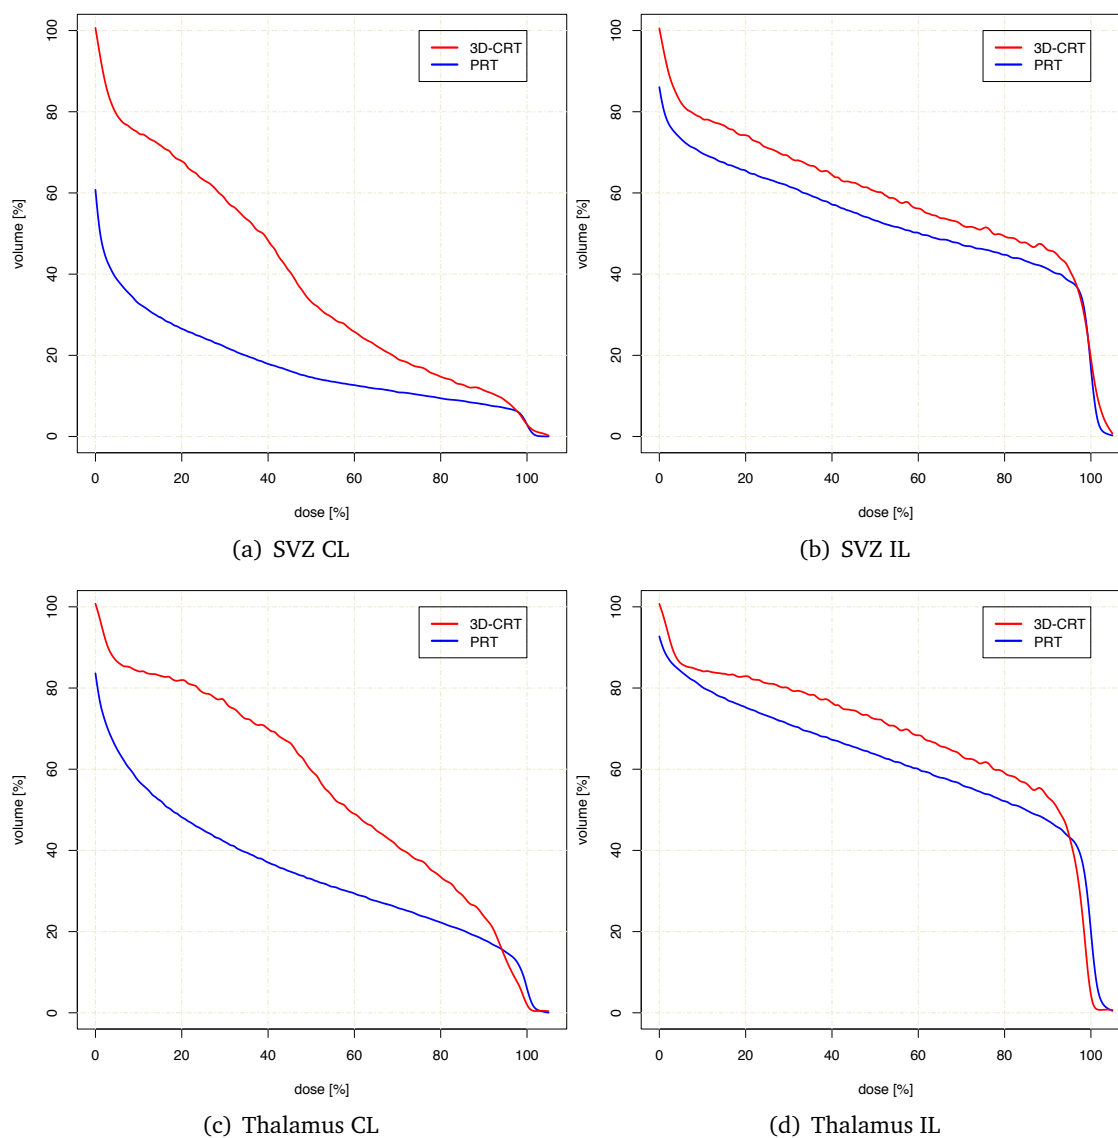 100
80
60
40
20
0
volume [%]
3D-CRT
PRT
0 20 40 60 80 100
dose [%]
(a) SVZ CL
100
80
60
40
20
0
volume [%]
3D-CRT
PRT
0 20 40 60 80 100
dose [%]
(b) SVZ IL
100
80
60
40
20
0
volume [%]
3D-CRT
PRT
0 20 40 60 80 100
dose [%]
(c) Thalamus CL
100
80
60
40
20
0
volume [%]
3D-CRT
PRT
0 20 40 60 80 100
dose [%]
(d) Thalamus IL